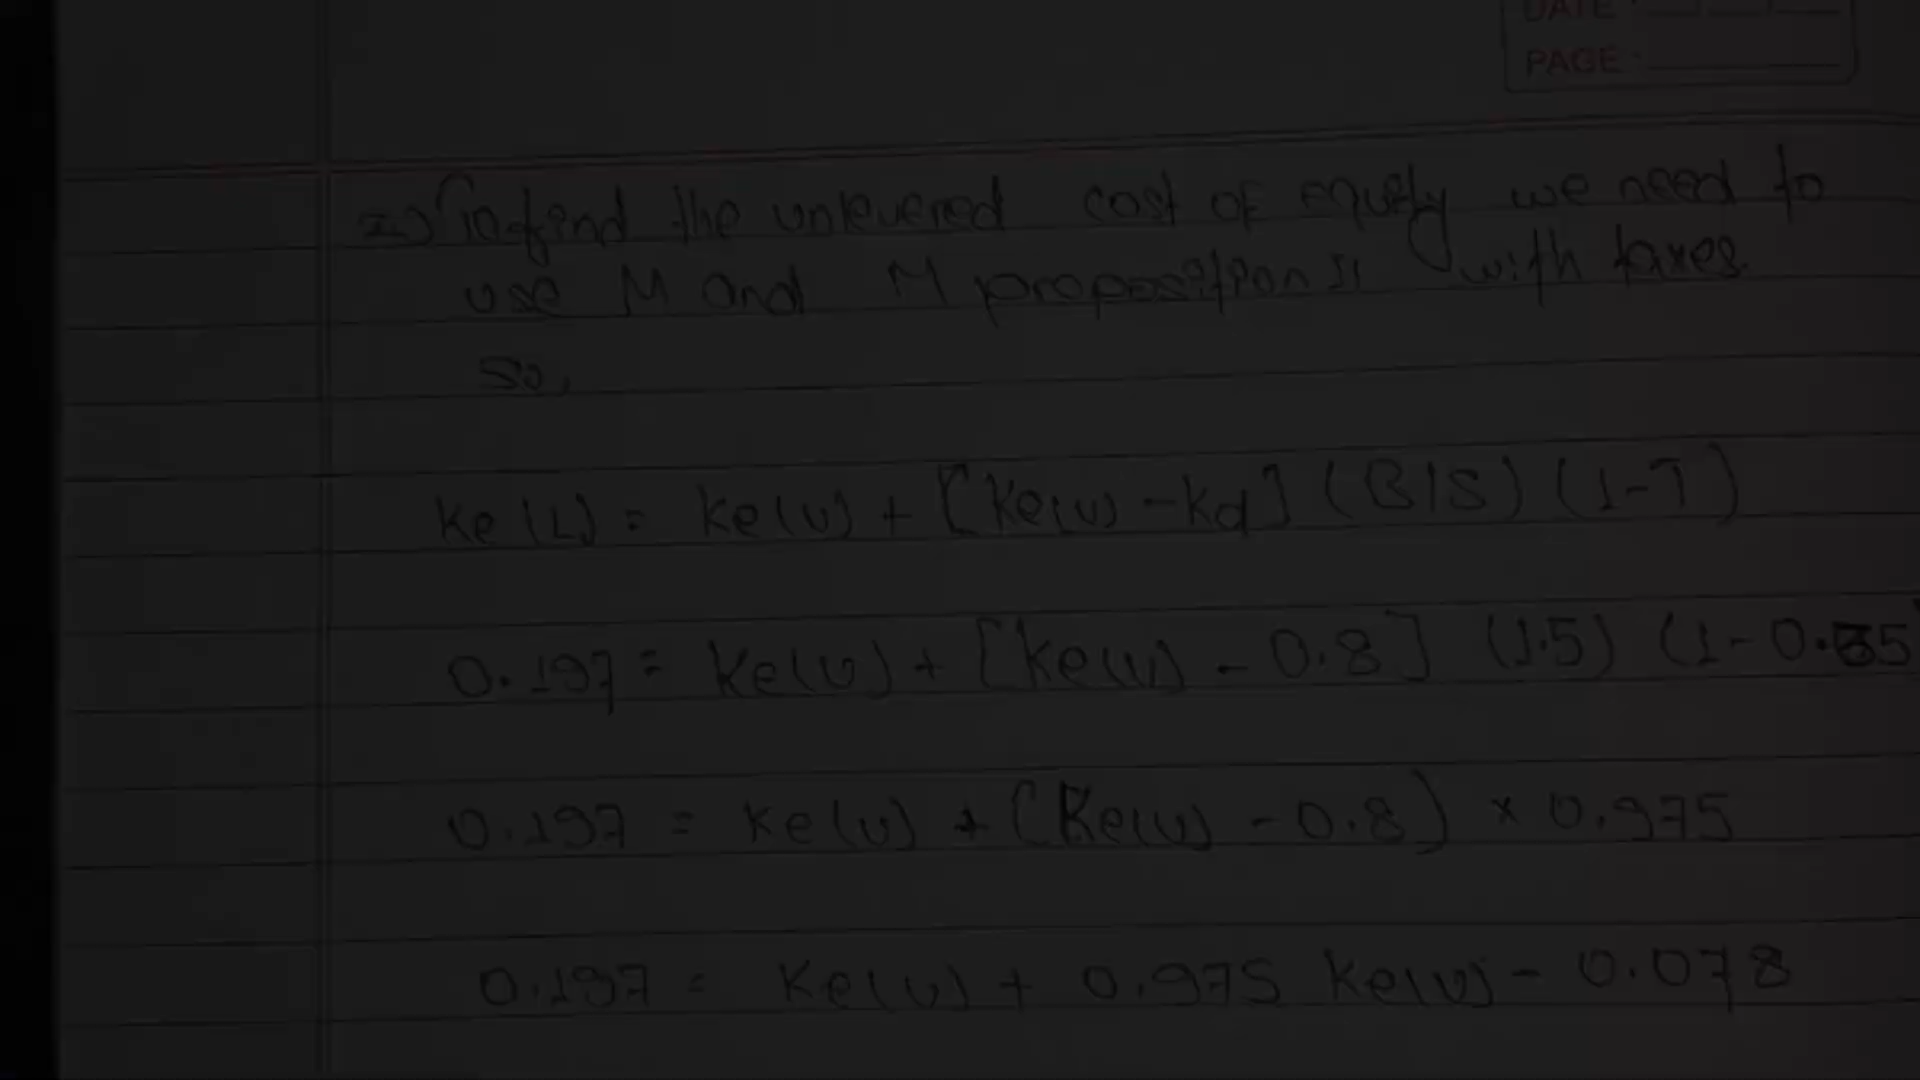 DATE
PAGE
II) To find the unlevered cost of equity we need to
use M and M proposition II with taxes.
so,
Ke(L) = Ke(U) + [Ke(U) - Kd] (B/S) (1-T)
0.197 = Ke(U) + [Ke(U) - 0.8] (1.5) (1-0.35
0.197 = Ke(U) + (Ke(U) - 0.8) × 0.975
0.197 = Ke(U) + 0.975 Ke(U) - 0.078